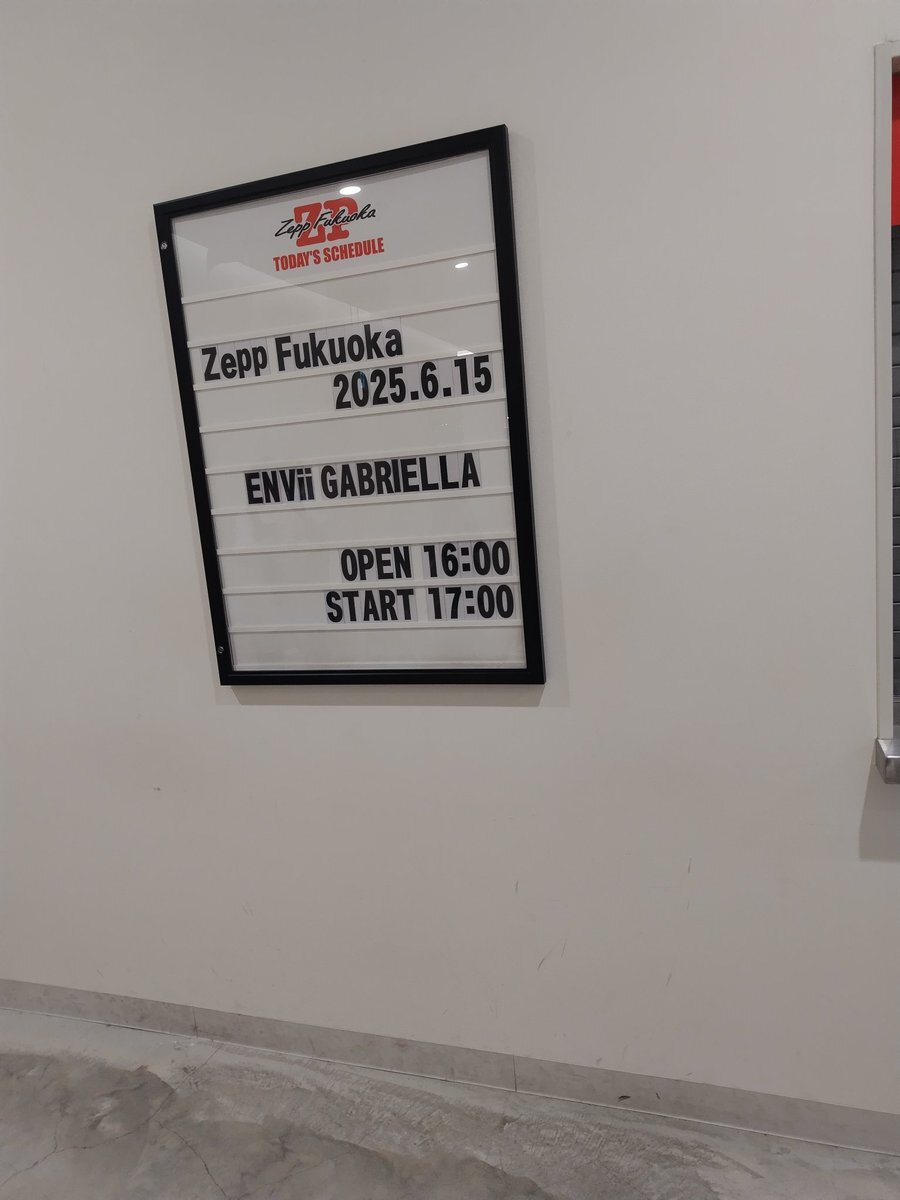 ZP
Zepp Fukuoka
TODAY'S SCHEDULE
Zepp Fukuoka
2025.6.15
ENVii GABRIELLA
OPEN 16:00
START 17:00